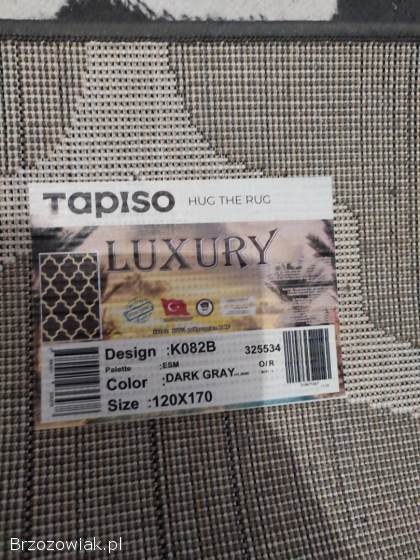 TAPISO HUG THE RUG
LUXURY
Design :K082B 325534
Palette :ESM O/R
Color :DARK GRAY
Size :120X170
Brzozowiak.pl